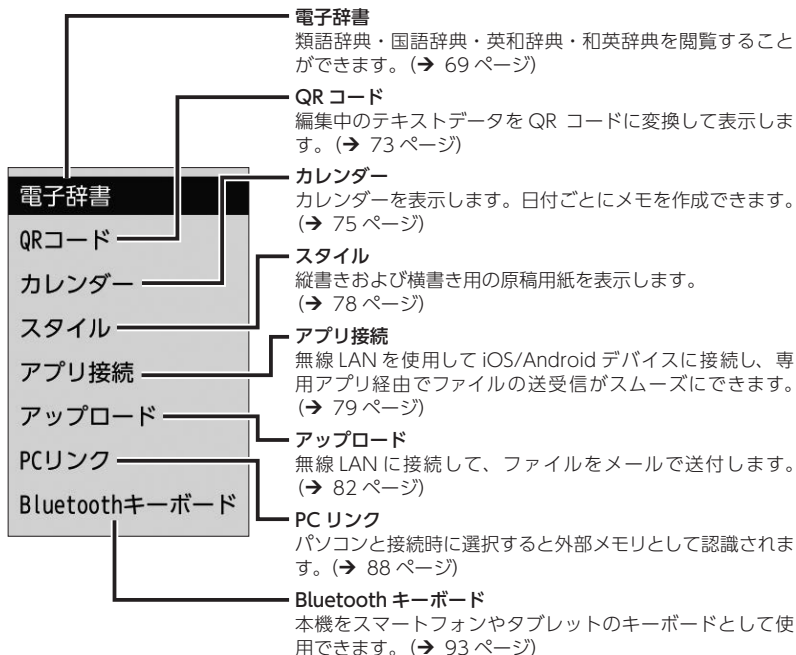 電子辞書
類語辞典・国語辞典・英和辞典・和英辞典を閲覧すること
ができます。(➔ 69 ページ)
QR コード
編集中のテキストデータを QR コードに変換して表示しま
す。(➔ 73 ページ)
カレンダー
カレンダーを表示します。日付ごとにメモを作成できます。
(➔ 75 ページ)
スタイル
縦書きおよび横書き用の原稿用紙を表示します。
(➔ 78 ページ)
アプリ接続
無線 LAN を使用して iOS/Android デバイスに接続し、専
用アプリ経由でファイルの送受信がスムーズにできます。
(➔ 79 ページ)
アップロード
無線 LAN に接続して、ファイルをメールで送付します。
(➔ 82 ページ)
PC リンク
パソコンと接続時に選択すると外部メモリとして認識されま
す。(➔ 88 ページ)
Bluetooth キーボード
本機をスマートフォンやタブレットのキーボードとして使
用できます。(➔ 93 ページ)
電子辞書
QRコード
カレンダー
スタイル
アプリ接続
アップロード
PCリンク
Bluetoothキーボード